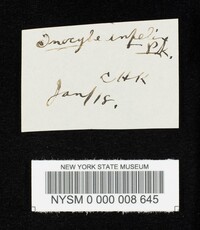 Inocybe infelix
Pk.
CHK
Jan/18.
NEW YORK STATE MUSEUM
NYSM 0 000 008 645